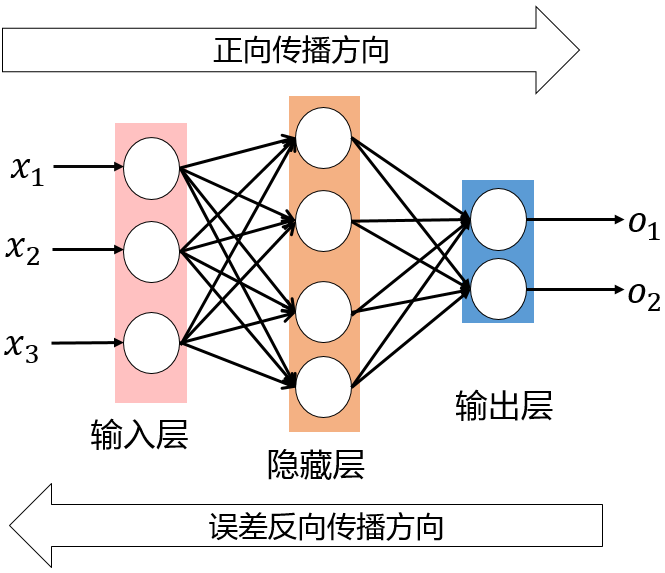 正向传播方向
x₁
x₂
x₃
o₁
o₂
输入层
隐藏层
输出层
误差反向传播方向